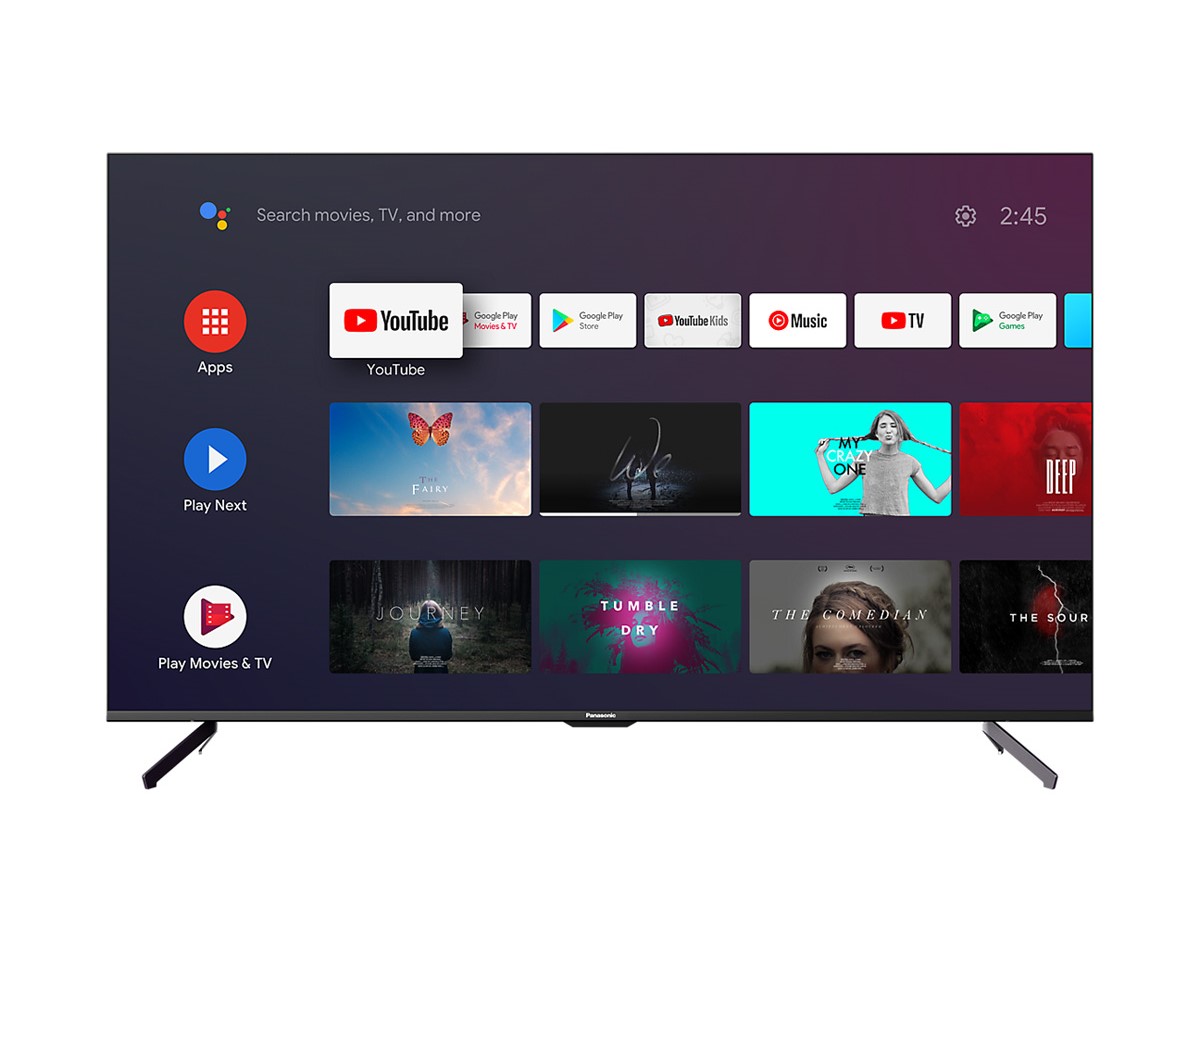 Search movies, TV, and more
2:45
Apps
YouTube
Google Play
Movies & TV
Google Play
Store
YouTube Kids
Music
TV
Google Play
Games
YouTube
Play Next
THE
FAIRY
We
MY
CRAZY
ONE
DEEP
Play Movies & TV
JOURNEY
TUMBLE
DRY
THE COMEDIAN
THE SOUR
Panasonic